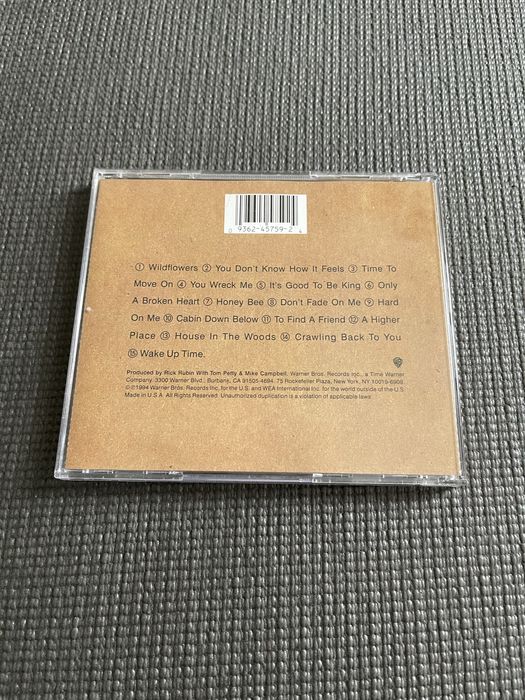 0 9362-45759-2 4
① Wildflowers ② You Don't Know How It Feels ③ Time To
Move On ④ You Wreck Me ⑤ It's Good To Be King ⑥ Only
A Broken Heart ⑦ Honey Bee ⑧ Don't Fade On Me ⑨ Hard
On Me ⑩ Cabin Down Below ⑪ To Find A Friend ⑫ A Higher
Place ⑬ House In The Woods ⑭ Crawling Back To You
⑮ Wake Up Time.
Produced by Rick Rubin With Tom Petty & Mike Campbell. Warner Bros. Records Inc., a Time Warner
Company. 3300 Warner Blvd., Burbank, CA 91505-4694. 75 Rockefeller Plaza, New York, NY 10019-6908.
℗©1994 Warner Bros. Records Inc. for the U.S. and WEA International Inc. for the world outside of the U.S.
Made in U.S.A. All Rights Reserved. Unauthorized duplication is a violation of applicable laws.